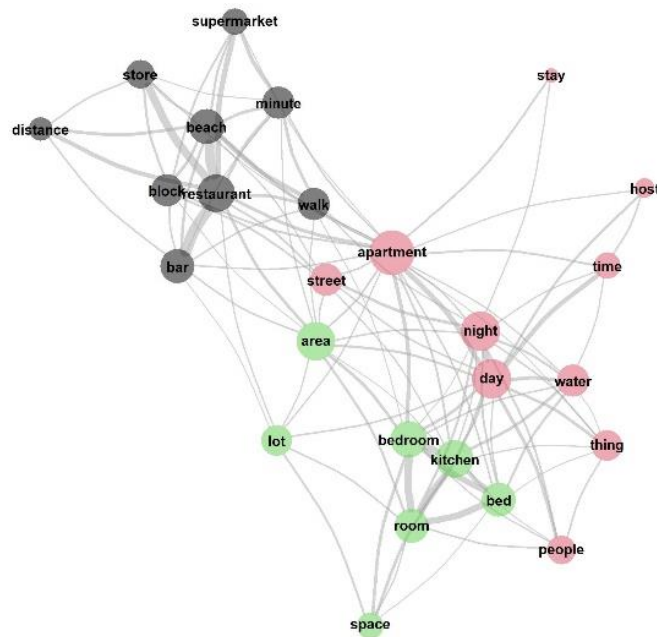 supermarket
store
stay
minute
distance
beach
host
block
restaurant
walk
apartment
bar
street
time
night
area
day
water
lot
bedroom
thing
kitchen
bed
room
people
space